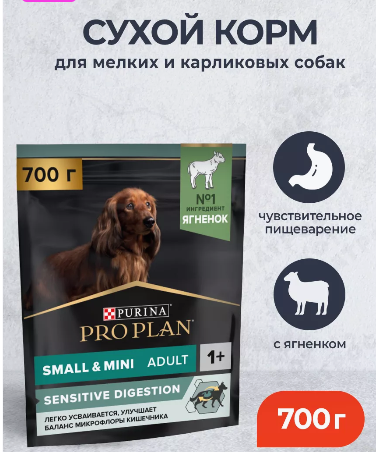 СУХОЙ КОРМ
для мелких и карликовых собак
700 г
№1
ИНГРЕДИЕНТ
ЯГНЕНОК
чувствительное
пищеварение
PURINA
PRO PLAN
с ягненком
SMALL & MINI ADULT 1+
SENSITIVE DIGESTION
ЛЕГКО УСВАИВАЕТСЯ, УЛУЧШАЕТ
БАЛАНС МИКРОФЛОРЫ КИШЕЧНИКА
700 г